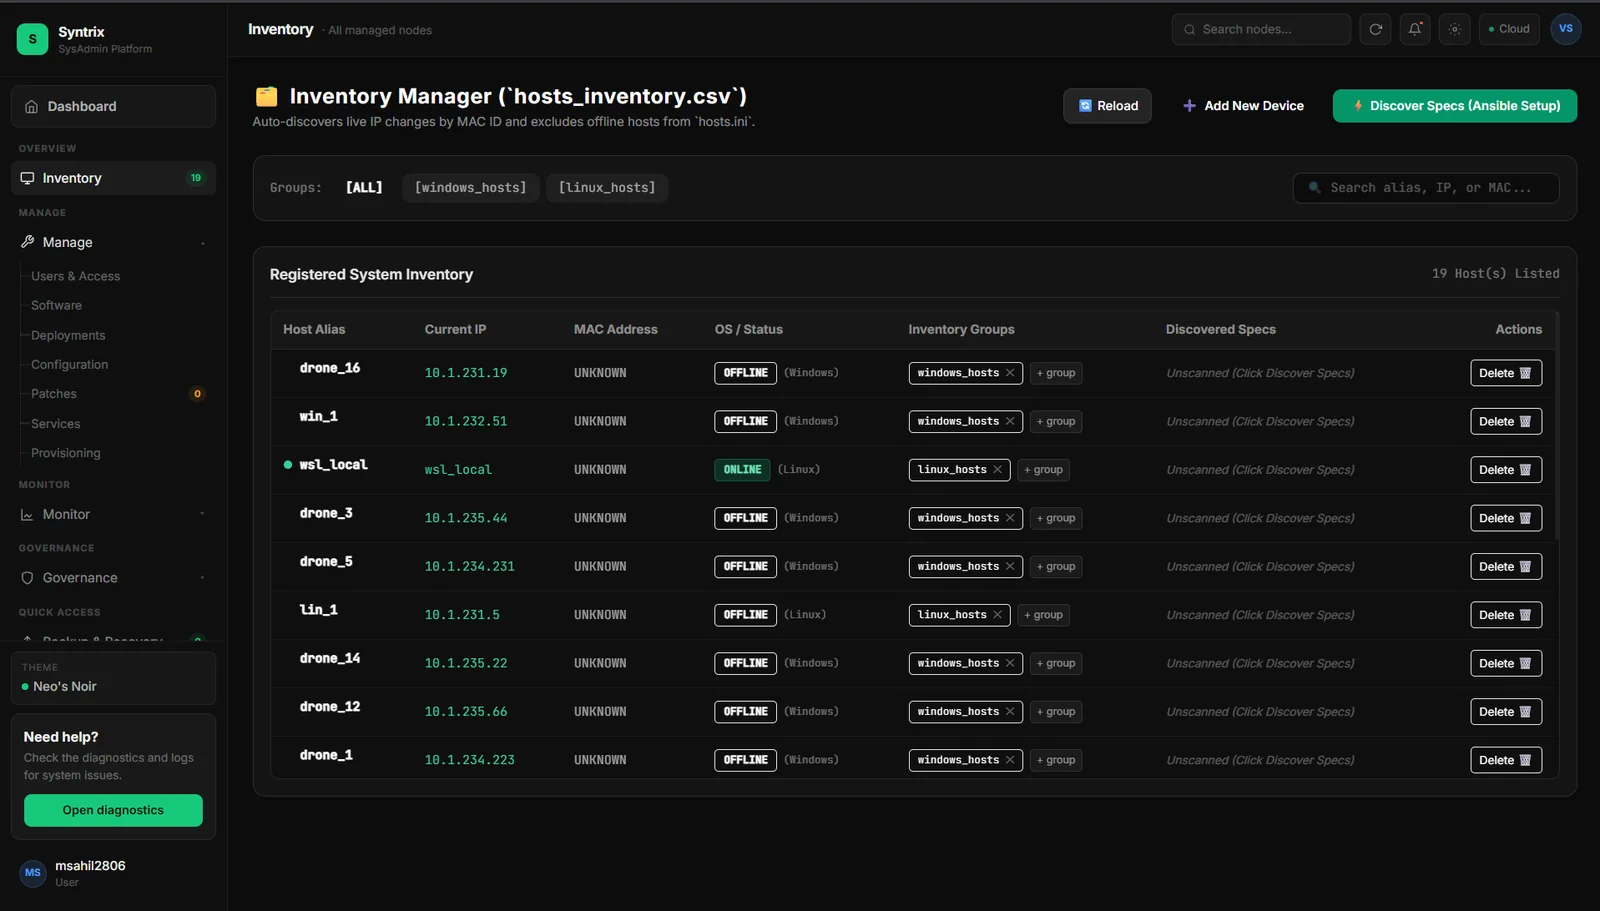 S
Syntrix
SysAdmin Platform
Dashboard
OVERVIEW
Inventory 19
MANAGE
Manage
Users & Access
Software
Deployments
Configuration
Patches 0
Services
Provisioning
MONITOR
Monitor
GOVERNANCE
Governance
QUICK ACCESS
Backup & Recovery
THEME
Neo's Noir
Need help?
Check the diagnostics and logs
for system issues.
Open diagnostics
MS
msahil2806
User
Inventory · All managed nodes
Search nodes...
Cloud
VS
Inventory Manager (`hosts_inventory.csv`)
Auto-discovers live IP changes by MAC ID and excludes offline hosts from `hosts.ini`.
Reload
Add New Device
Discover Specs (Ansible Setup)
Groups: [ALL] [windows_hosts] [linux_hosts]
Search alias, IP, or MAC...
Registered System Inventory
19 Host(s) Listed
Host Alias Current IP MAC Address OS / Status Inventory Groups Discovered Specs Actions
drone_16 10.1.231.19 UNKNOWN OFFLINE (Windows) windows_hosts × + group Unscanned (Click Discover Specs) Delete
win_1 10.1.232.51 UNKNOWN OFFLINE (Windows) windows_hosts × + group Unscanned (Click Discover Specs) Delete
wsl_local wsl_local UNKNOWN ONLINE (Linux) linux_hosts × + group Unscanned (Click Discover Specs) Delete
drone_3 10.1.235.44 UNKNOWN OFFLINE (Windows) windows_hosts × + group Unscanned (Click Discover Specs) Delete
drone_5 10.1.234.231 UNKNOWN OFFLINE (Windows) windows_hosts × + group Unscanned (Click Discover Specs) Delete
lin_1 10.1.231.5 UNKNOWN OFFLINE (Linux) linux_hosts × + group Unscanned (Click Discover Specs) Delete
drone_14 10.1.235.22 UNKNOWN OFFLINE (Windows) windows_hosts × + group Unscanned (Click Discover Specs) Delete
drone_12 10.1.235.66 UNKNOWN OFFLINE (Windows) windows_hosts × + group Unscanned (Click Discover Specs) Delete
drone_1 10.1.234.223 UNKNOWN OFFLINE (Windows) windows_hosts × + group Unscanned (Click Discover Specs) Delete